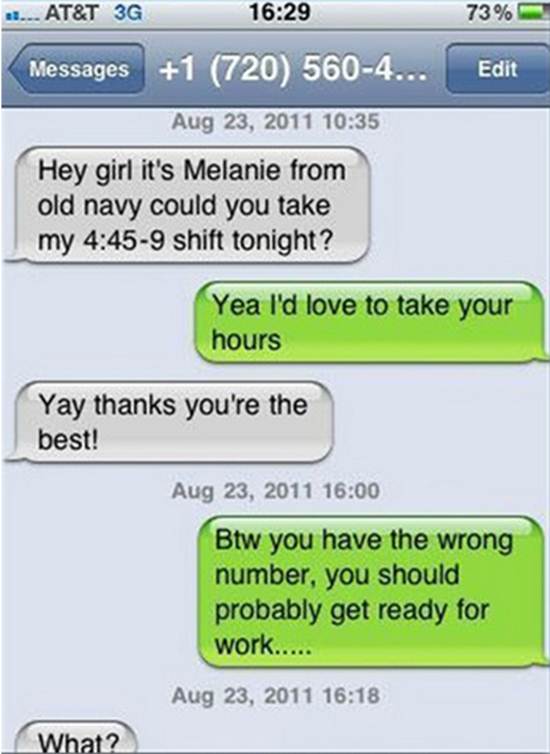 ... AT&T 3G 16:29 73%
Messages +1 (720) 560-4... Edit
Aug 23, 2011 10:35
Hey girl it's Melanie from
old navy could you take
my 4:45-9 shift tonight?
Yea I'd love to take your
hours
Yay thanks you're the
best!
Aug 23, 2011 16:00
Btw you have the wrong
number, you should
probably get ready for
work.....
Aug 23, 2011 16:18
What?